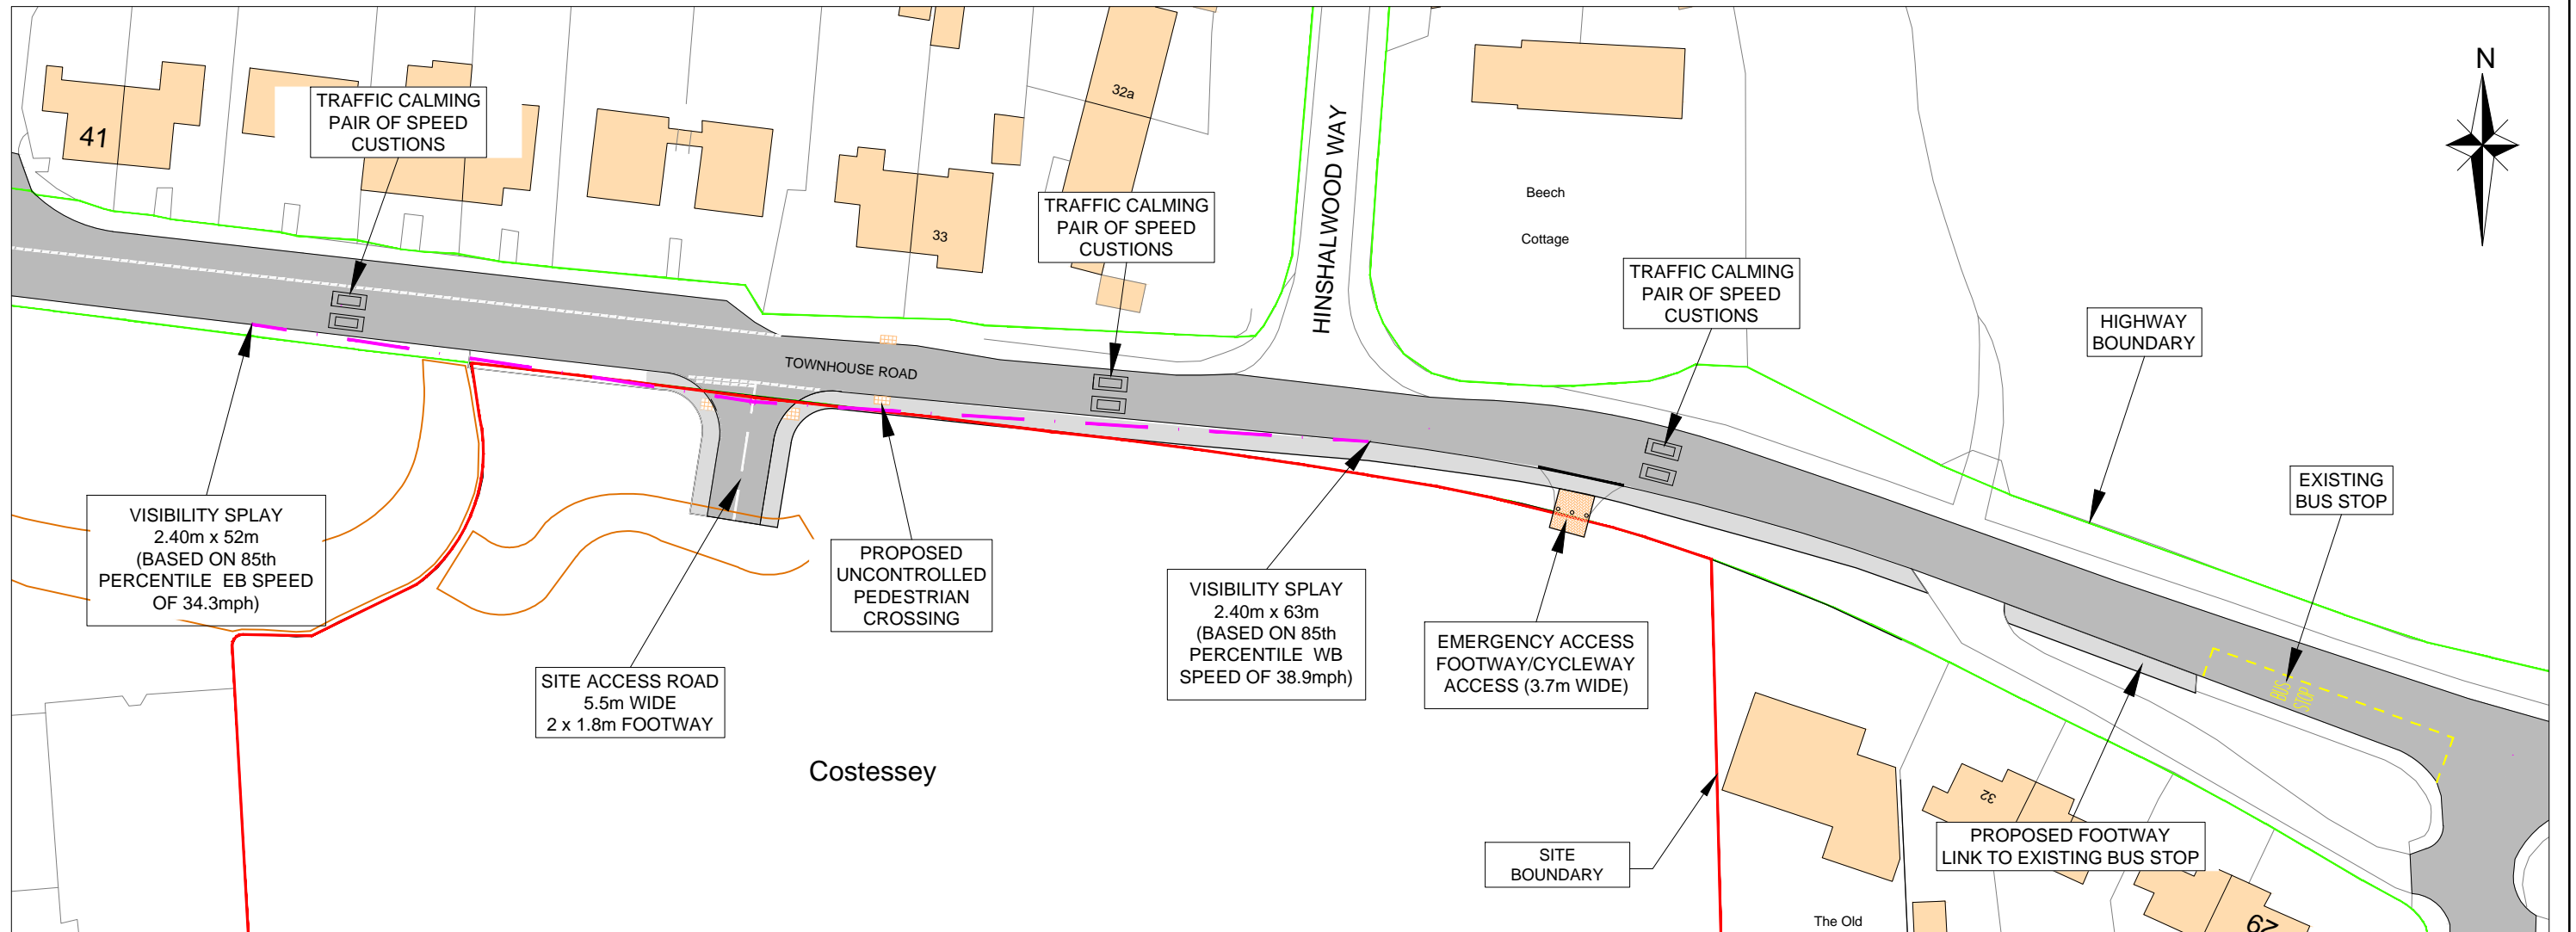 N
41
TRAFFIC CALMING
PAIR OF SPEED
CUSTIONS
32a
TRAFFIC CALMING
PAIR OF SPEED
CUSTIONS
33
HINSHALWOOD WAY
Beech
Cottage
TRAFFIC CALMING
PAIR OF SPEED
CUSTIONS
HIGHWAY
BOUNDARY
TOWNHOUSE ROAD
EXISTING
BUS STOP
VISIBILITY SPLAY
2.40m x 52m
(BASED ON 85th
PERCENTILE EB SPEED
OF 34.3mph)
PROPOSED
UNCONTROLLED
PEDESTRIAN
CROSSING
VISIBILITY SPLAY
2.40m x 63m
(BASED ON 85th
PERCENTILE WB
SPEED OF 38.9mph)
EMERGENCY ACCESS
FOOTWAY/CYCLEWAY
ACCESS (3.7m WIDE)
BUS
STOP
SITE ACCESS ROAD
5.5m WIDE
2 x 1.8m FOOTWAY
Costessey
32
PROPOSED FOOTWAY
LINK TO EXISTING BUS STOP
SITE
BOUNDARY
The Old
67